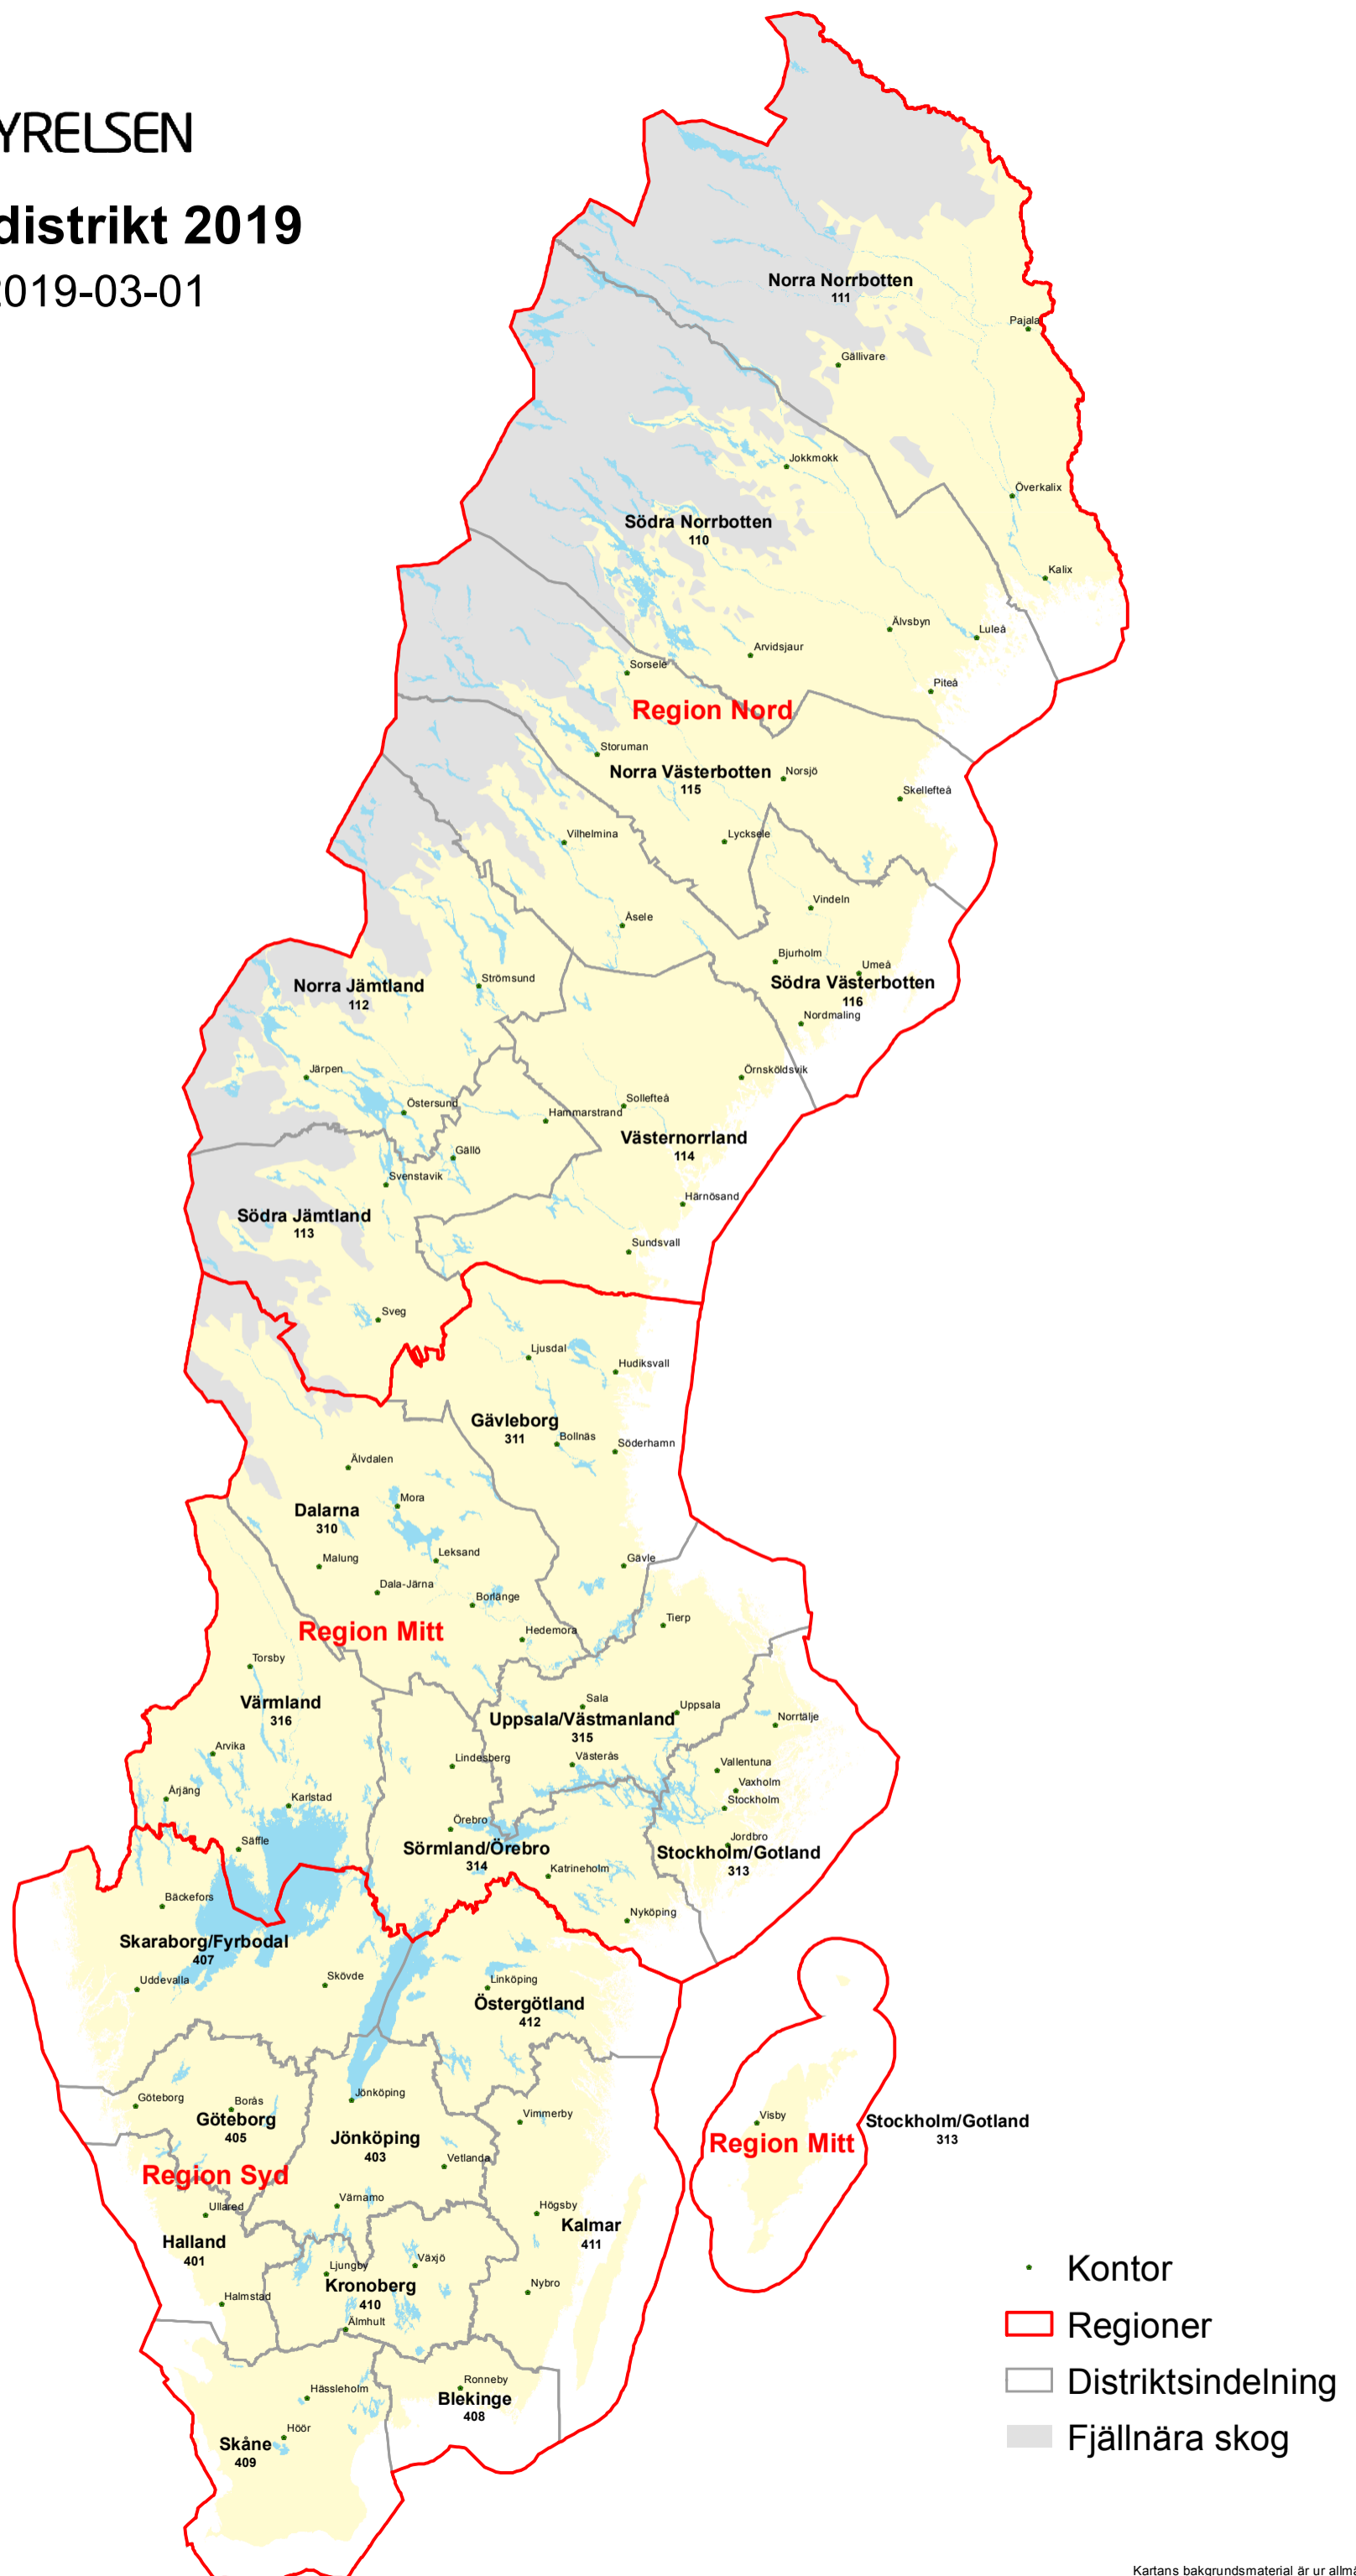 YRELSEN
distrikt 2019
2019-03-01
Norra Norrbotten
111
Pajala
Gällivare
Jokkmokk
Överkalix
Södra Norrbotten
110
Kalix
Älvsbyn
Luleå
Arvidsjaur
Sorsele
Piteå
Region Nord
Storuman
Norra Västerbotten
115
Norsjö
Skellefteå
Vilhelmina
Lycksele
Vindeln
Åsele
Bjurholm
Umeå
Södra Västerbotten
116
Nordmaling
Norra Jämtland
112
Strömsund
Järpen
Östersund
Örnsköldsvik
Sollefteå
Hammarstrand
Västernorrland
114
Gällö
Svenstavik
Härnösand
Södra Jämtland
113
Sundsvall
Sveg
Ljusdal
Hudiksvall
Gävleborg
311
Bollnäs
Söderhamn
Älvdalen
Mora
Dalarna
310
Leksand
Malung
Gävle
Dala-Järna
Borlänge
Tierp
Region Mitt
Hedemora
Torsby
Värmland
316
Sala
Uppsala
Uppsala/Västmanland
315
Norrtälje
Arvika
Lindesberg
Västerås
Vallentuna
Vaxholm
Årjäng
Karlstad
Stockholm
Örebro
Säffle
Sörmland/Örebro
314
Jordbro
Stockholm/Gotland
313
Katrineholm
Bäckefors
Nyköping
Skaraborg/Fyrbodal
407
Uddevalla
Skövde
Linköping
Östergötland
412
Göteborg
Borås
Göteborg
405
Jönköping
Vimmerby
Visby
Stockholm/Gotland
313
Region Mitt
Jönköping
403
Vetlanda
Region Syd
Värnamo
Ullared
Högsby
Kalmar
411
Halland
401
Ljungby
Växjö
Kronoberg
410
Nybro
Halmstad
Älmhult
Ronneby
Blekinge
408
Hässleholm
Höör
Skåne
409
Kontor
Regioner
Distriktsindelning
Fjällnära skog
Kartans bakgrundsmaterial är ur allmä